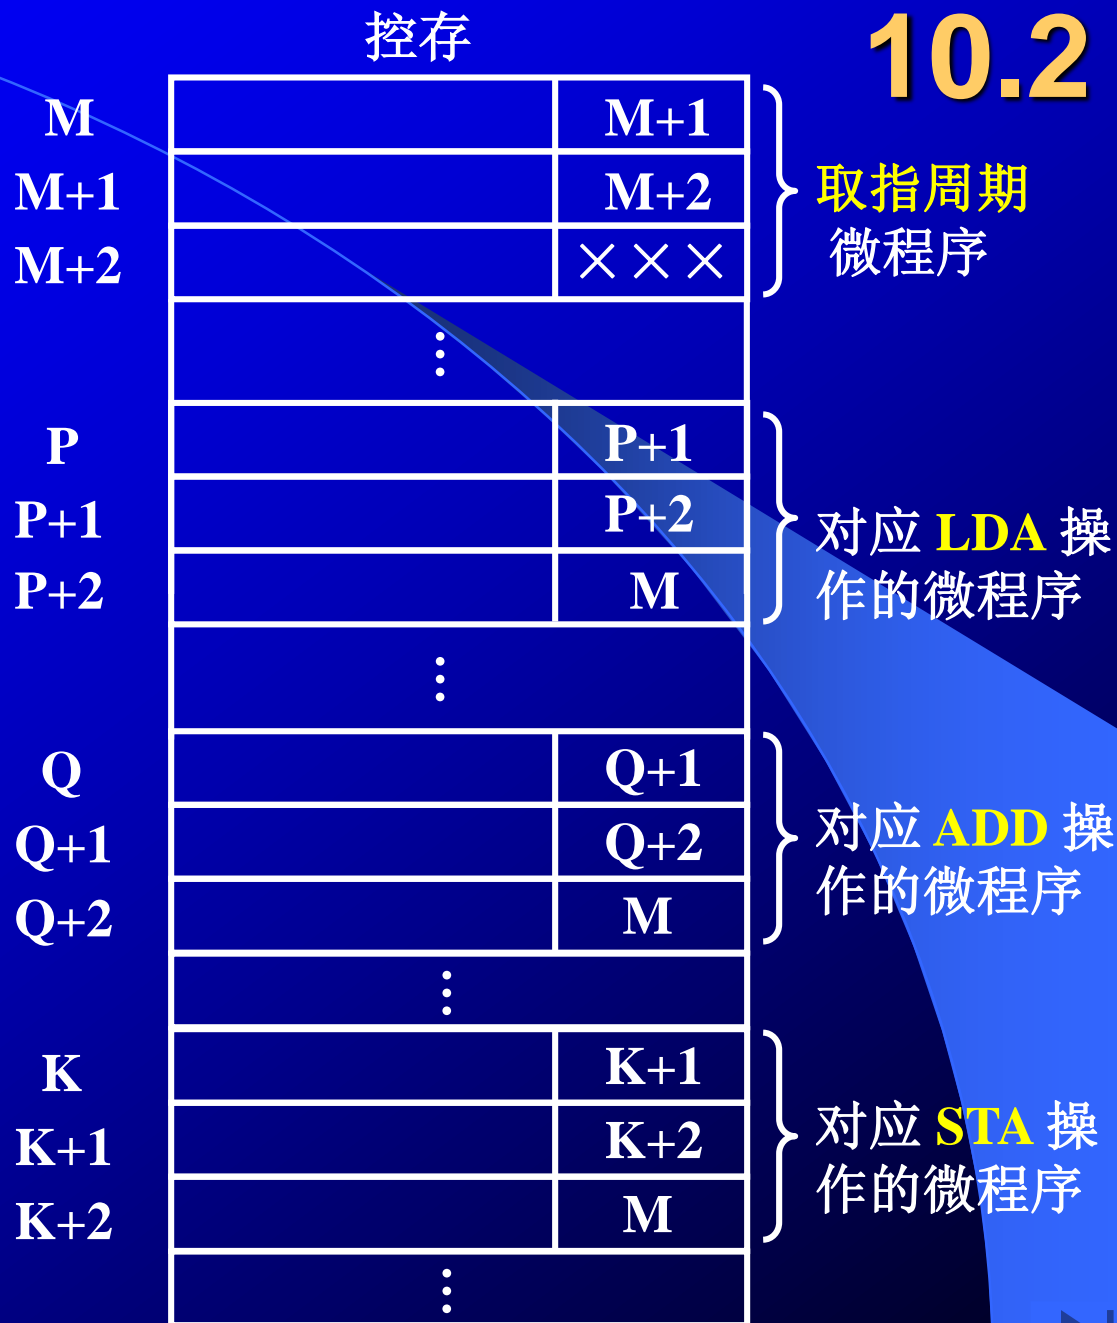 控存
10.2
M M+1
M+1 M+2
M+2 ×××
取指周期
微程序
⋮
P P+1
P+1 P+2
P+2 M
对应 LDA 操
作的微程序
⋮
Q Q+1
Q+1 Q+2
Q+2 M
对应 ADD 操
作的微程序
⋮
K K+1
K+1 K+2
K+2 M
对应 STA 操
作的微程序
⋮